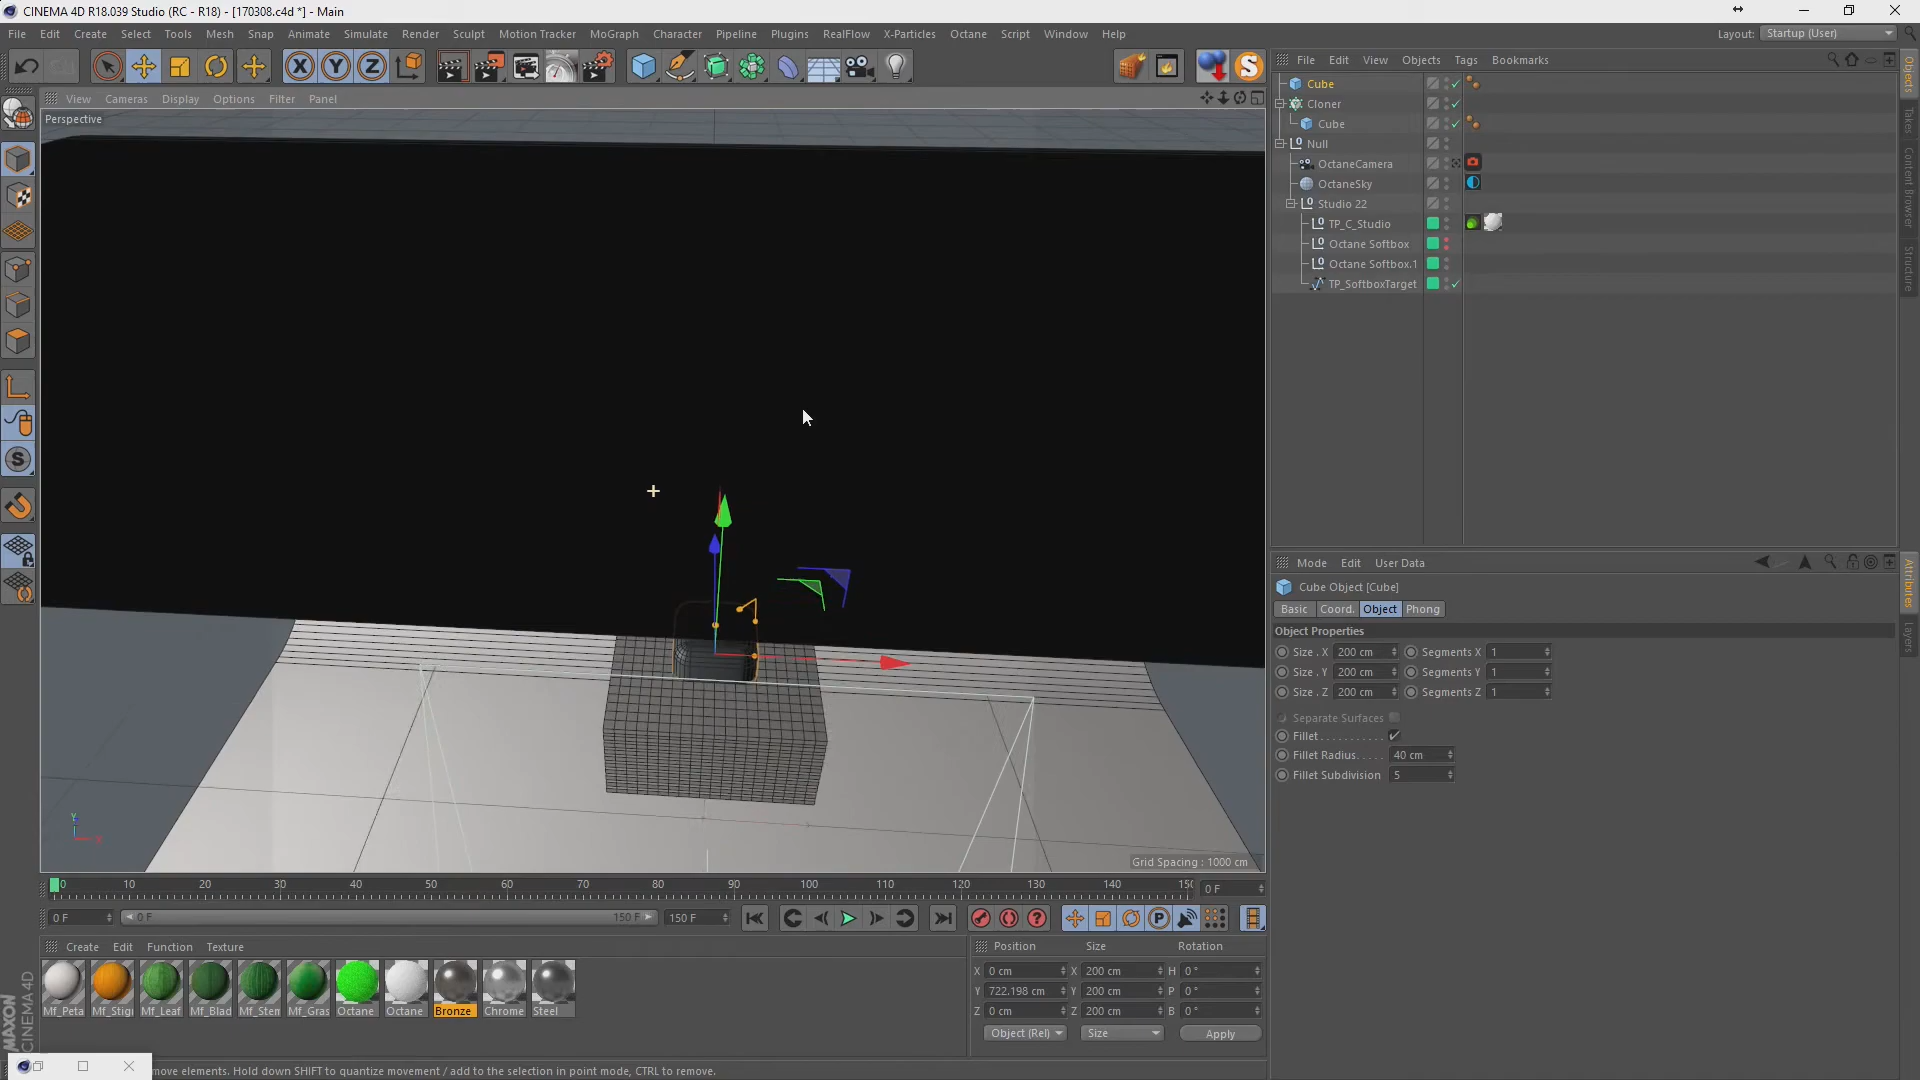 CINEMA 4D R18.039 Studio (RC - R18) - [170308.c4d *] - Main
File Edit Create Select Tools Mesh Snap Animate Simulate Render Sculpt Motion Tracker MoGraph Character Pipeline Plugins RealFlow X-Particles Octane Script Window Help
Layout: Startup (User)
X Y Z
View Cameras Display Options Filter Panel
Perspective
Grid Spacing : 1000 cm
File Edit View Objects Tags Bookmarks
Cube
Cloner
Cube
Null
OctaneCamera
OctaneSky
Studio 22
TP_C_Studio
Octane Softbox
Octane Softbox.1
TP_SoftboxTarget
Objects
Takes
Content Browser
Structure
Mode Edit User Data
Cube Object [Cube]
Basic Coord. Object Phong
Object Properties
Size . X 200 cm Segments X 1
Size . Y 200 cm Segments Y 1
Size . Z 200 cm Segments Z 1
Separate Surfaces
Fillet
Fillet Radius 40 cm
Fillet Subdivision 5
Attributes
Layers
0 10 20 30 40 50 60 70 80 90 100 110 120 130 140 150 0 F
0 F 0 F 150 F 150 F
Create Edit Function Texture
Mf_Peta Mf_Stig Mf_Leaf Mf_Blad Mf_Stem Mf_Gras Octane Octane Bronze Chrome Steel
Position Size Rotation
X 0 cm X 200 cm H 0 °
Y 722.198 cm Y 200 cm P 0 °
Z 0 cm Z 200 cm B 0 °
Object (Rel) Size Apply
MAXON
CINEMA 4D
move elements. Hold down SHIFT to quantize movement / add to the selection in point mode, CTRL to remove.